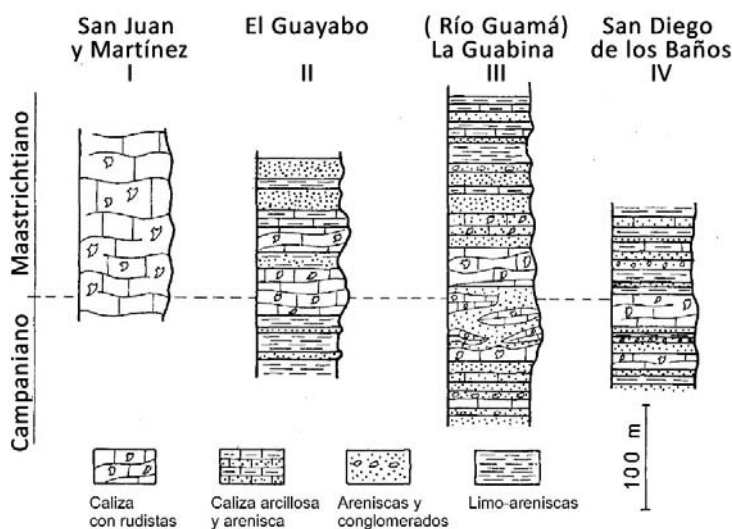 San Juan
y Martínez
I
El Guayabo
II
( Río Guamá)
La Guabina
III
San Diego
de los Baños
IV
Maastrichtiano
Campaniano
100 m
Caliza
con rudistas
Caliza arcillosa
y arenisca
Areniscas y
conglomerados
Limo-areniscas